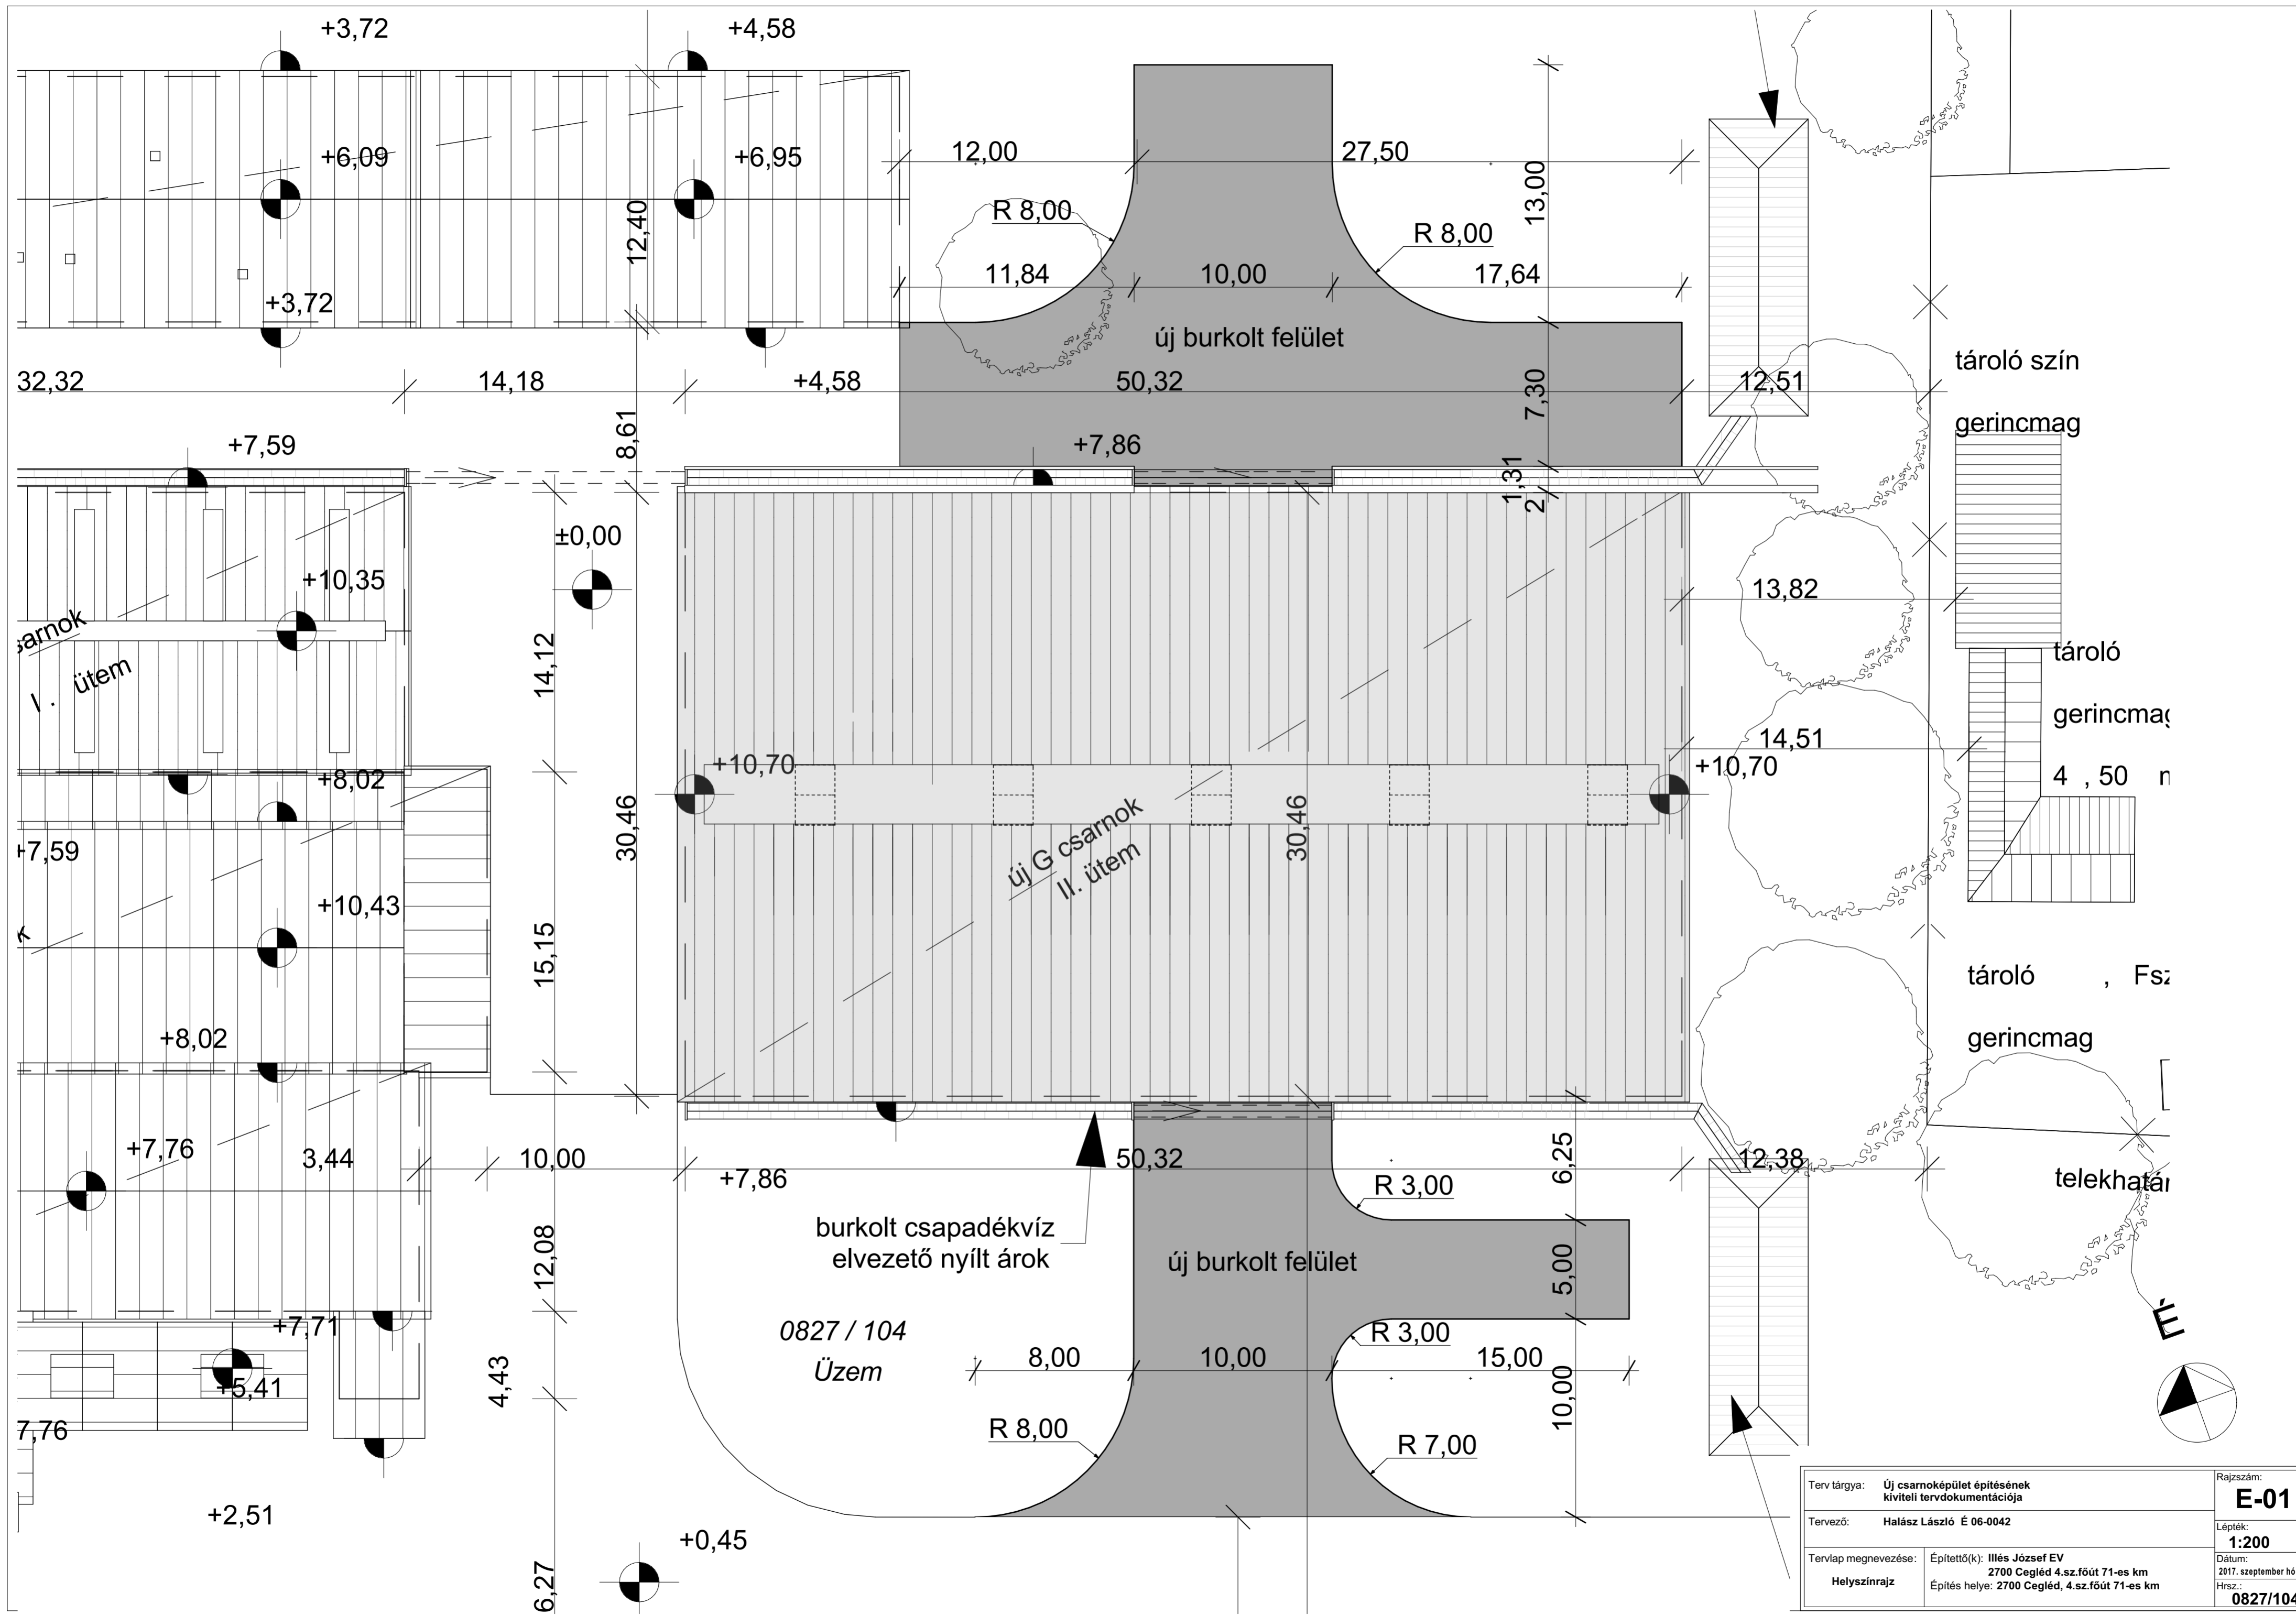 +3,72
+4,58
+6,09
+6,95
12,00
27,50
13,00
12,40
R 8,00
R 8,00
11,84
10,00
17,64
+3,72
új burkolt felület
tároló szín
32,32
14,18
+4,58
50,32
7,30
12,51
gerincmag
8,61
+7,59
+7,86
1,31
2
±0,00
+10,35
13,82
I. ütem
14,12
tároló
gerincmag
14,51
+10,70
+10,70
4 , 50
+8,02
30,46
30,46
új G csarnok
II. ütem
+7,59
+10,43
15,15
tároló ,
gerincmag
+8,02
+7,76
3,44
10,00
+7,86
50,32
6,25
12,38
R 3,00
telekhatár
burkolt csapadékvíz
elvezető nyílt árok
új burkolt felület
12,08
5,00
É
+7,71
0827 / 104
Üzem
R 3,00
8,00
10,00
15,00
+5,41
4,43
10,00
7,76
R 8,00
R 7,00
+2,51
+0,45
6,27
Terv tárgya: Új csarnoképület építésének
kiviteli tervdokumentációja
Rajzszám:
E-01
Tervező: Halász László É 06-0042
Lépték:
1:200
Tervlap megnevezése:
Helyszínrajz
Építettő(k): Illés József EV
2700 Cegléd 4.sz.főút 71-es km
Építés helye: 2700 Cegléd, 4.sz.főút 71-es km
Dátum:
2017. szeptember hó
Hrsz.:
0827/104